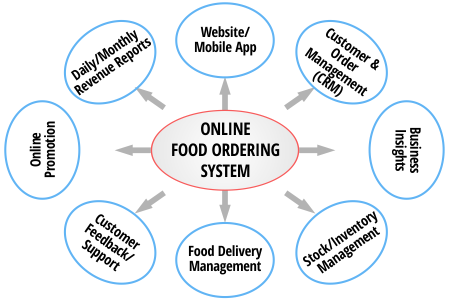 Website/
Mobile App
Daily/Monthly
Revenue Reports
Customer &
Order
Management
(CRM)
Online
Promotion
ONLINE
FOOD ORDERING
SYSTEM
Business
Insights
Customer
Feedback/
Support
Food Delivery
Management
Stock/Inventory
Management